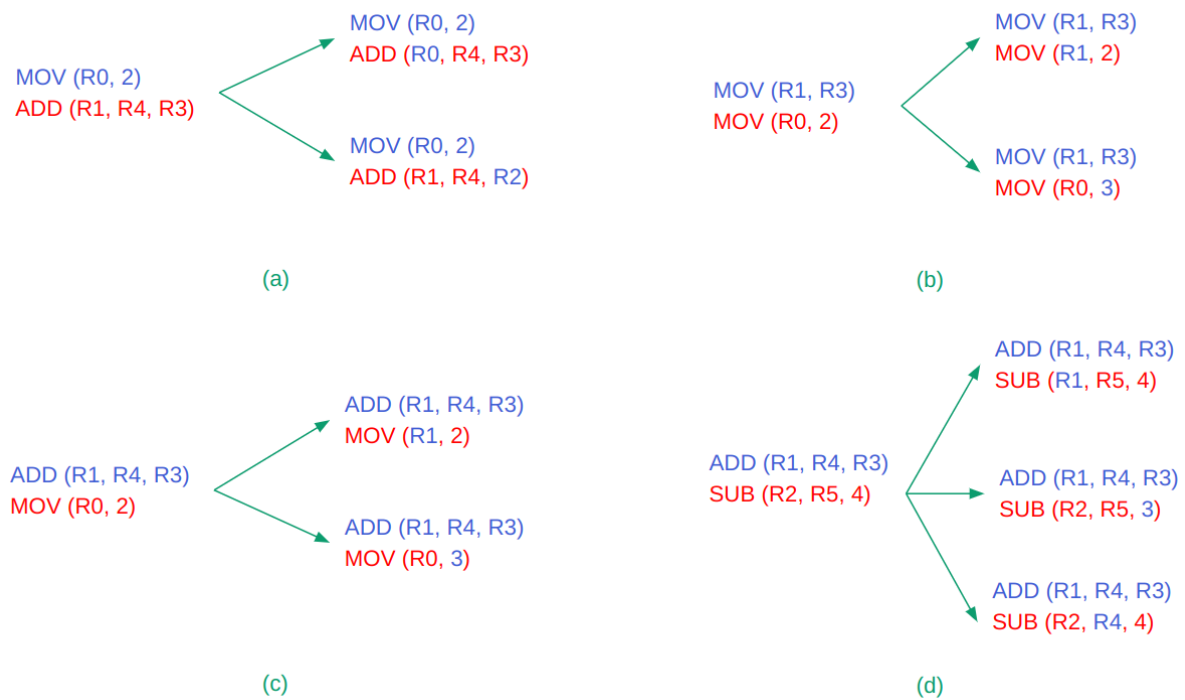 MOV (R0, 2)
ADD (R1, R4, R3)
MOV (R0, 2)
ADD (R0, R4, R3)
MOV (R0, 2)
ADD (R1, R4, R2)
(a)
MOV (R1, R3)
MOV (R0, 2)
MOV (R1, R3)
MOV (R1, 2)
MOV (R1, R3)
MOV (R0, 3)
(b)
ADD (R1, R4, R3)
MOV (R0, 2)
ADD (R1, R4, R3)
MOV (R1, 2)
ADD (R1, R4, R3)
MOV (R0, 3)
(c)
ADD (R1, R4, R3)
SUB (R2, R5, 4)
ADD (R1, R4, R3)
SUB (R1, R5, 4)
ADD (R1, R4, R3)
SUB (R2, R5, 3)
ADD (R1, R4, R3)
SUB (R2, R4, 4)
(d)